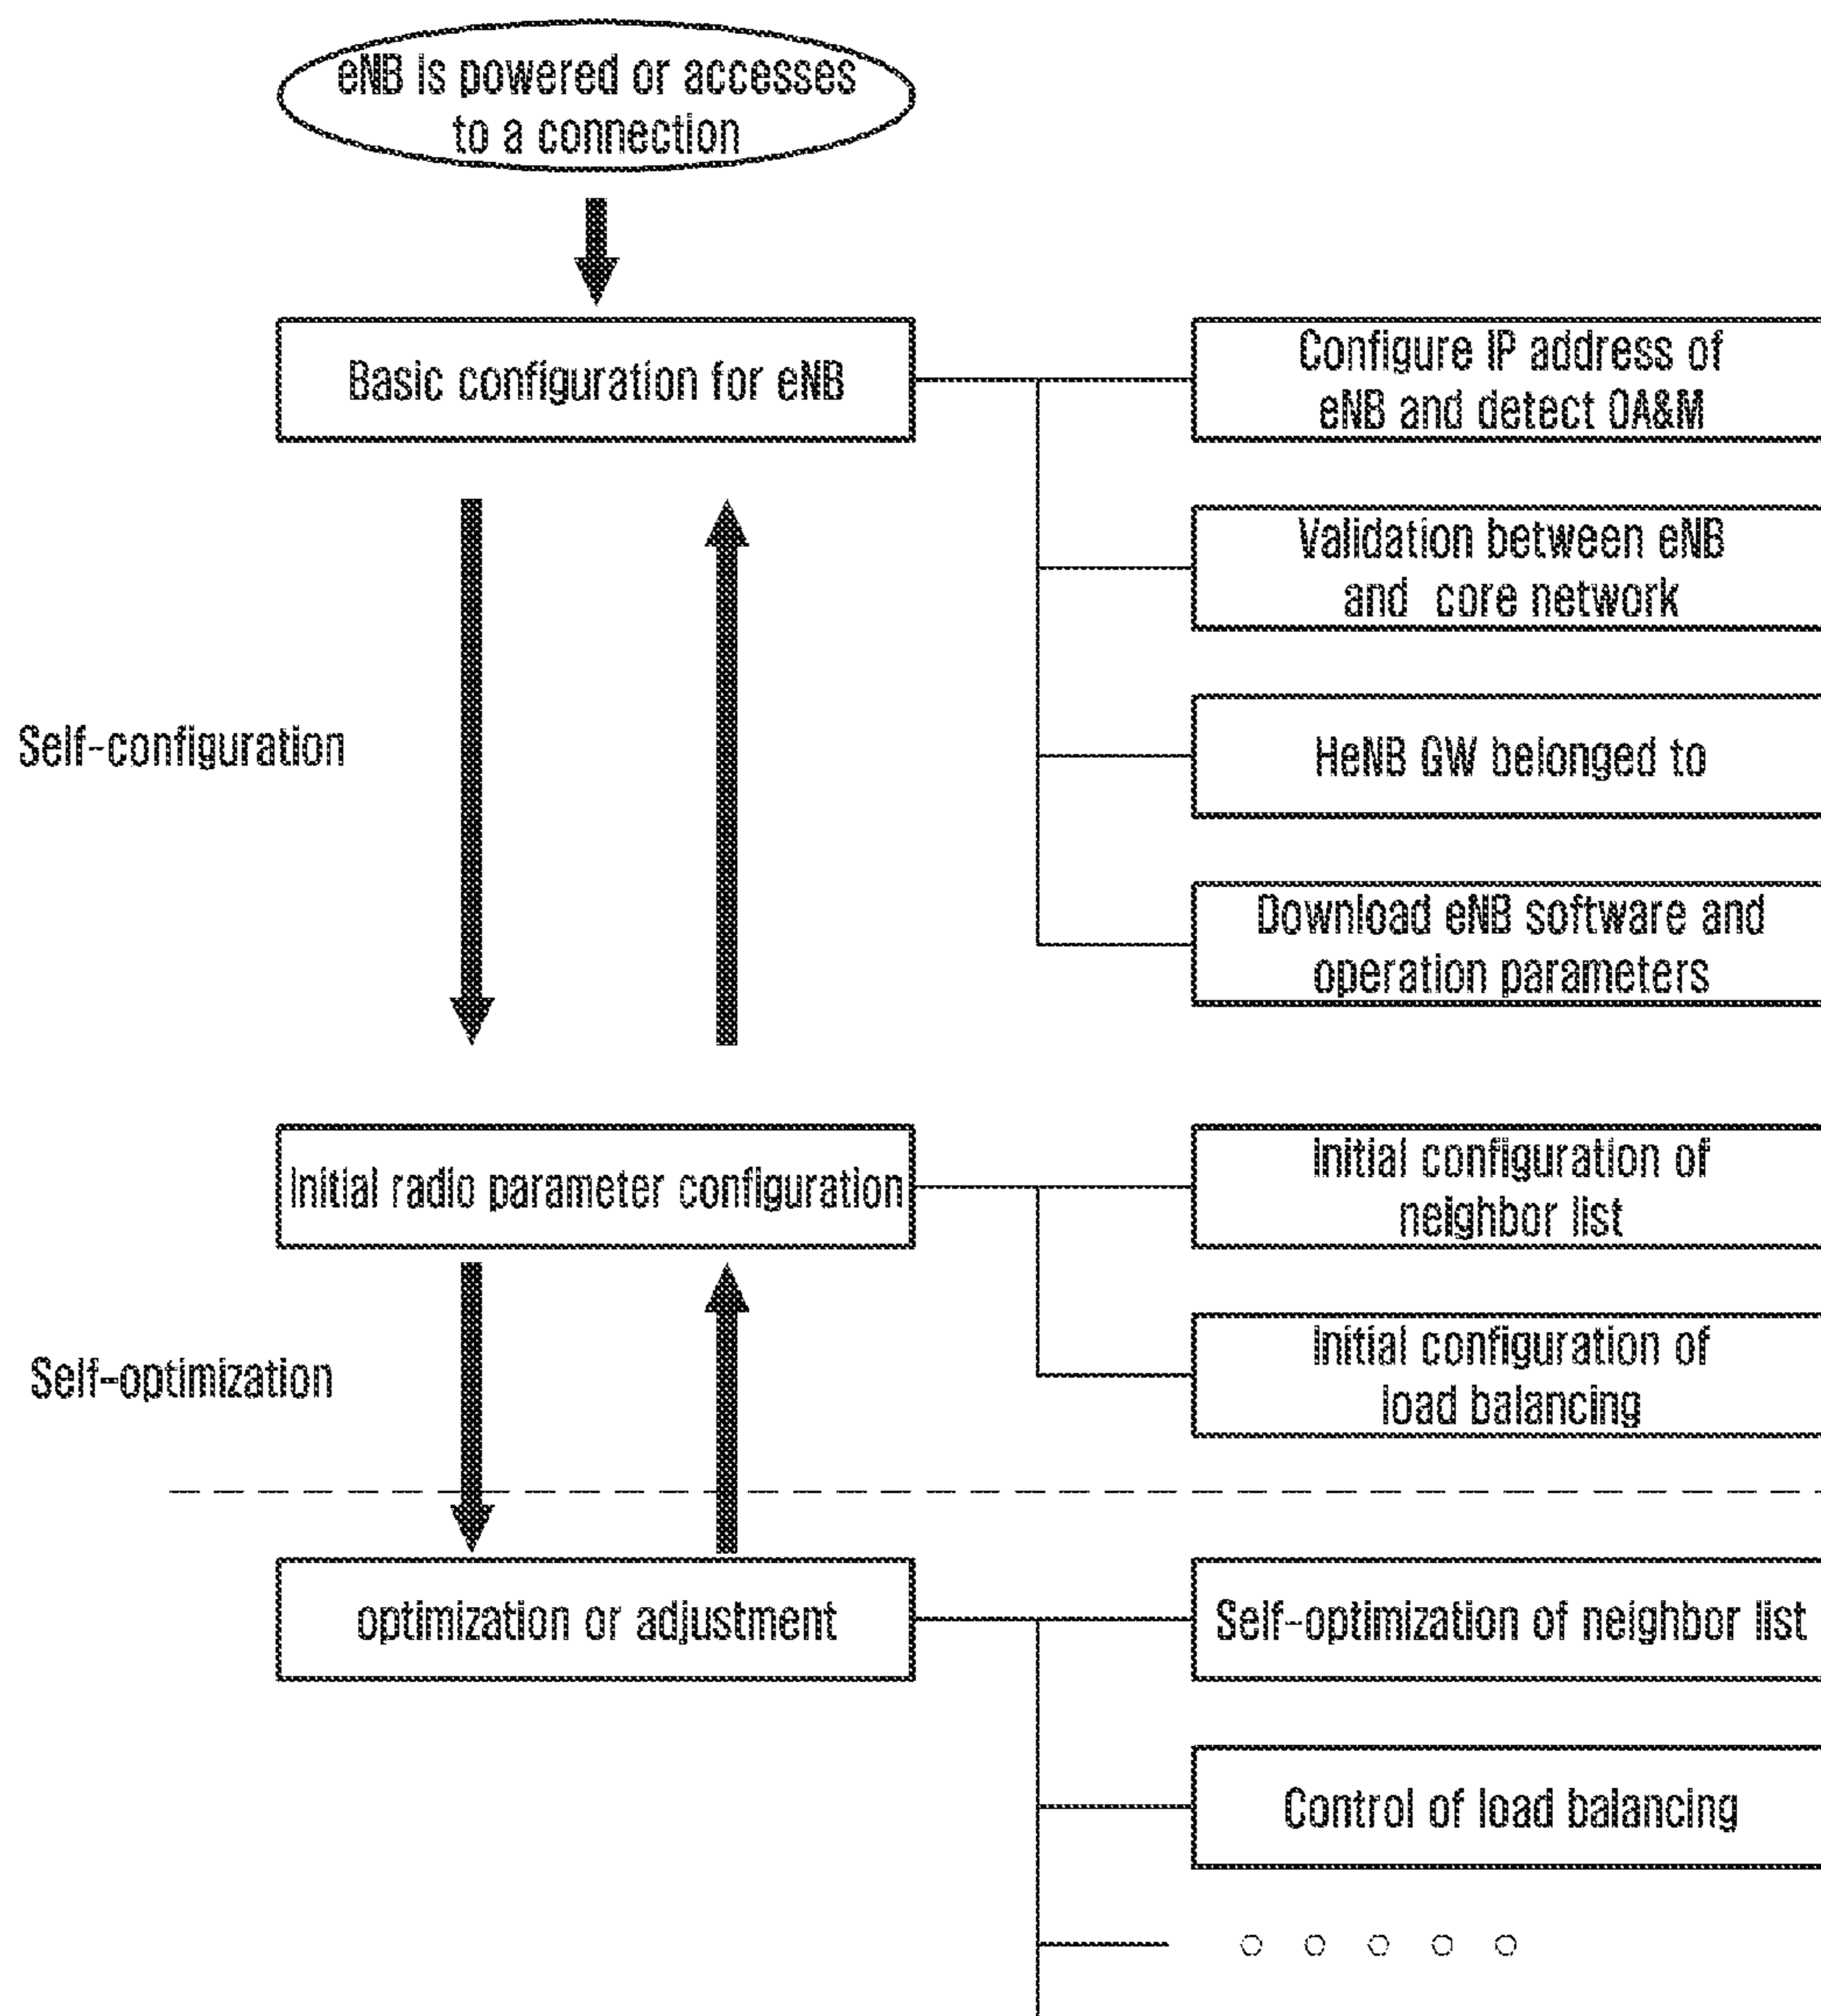 eNB is powered or accesses
to a connection
Basic configuration for eNB
Configure IP address of
eNB and detect OA&M
Validation between eNB
and core network
Self-configuration
HeNB GW belonged to
Download eNB software and
operation parameters
Initial radio parameter configuration
Initial configuration of
neighbor list
Self-optimization
Initial configuration of
load balancing
optimization or adjustment
Self-optimization of neighbor list
Control of load balancing